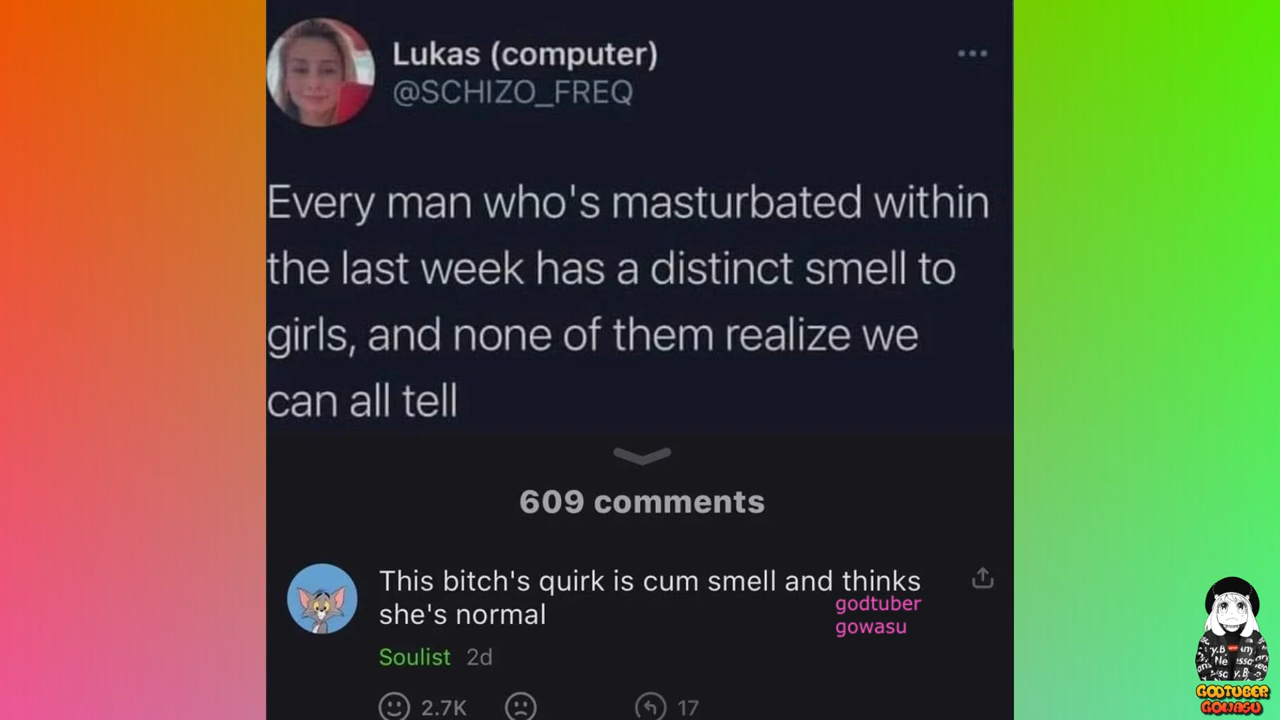 Lukas (computer)
@SCHIZO_FREQ
Every man who's masturbated within
the last week has a distinct smell to
girls, and none of them realize we
can all tell
609 comments
This bitch's quirk is cum smell and thinks
she's normal
godtuber
gowasu
Soulist 2d
2.7K 17
GODTUBER
GOWASU